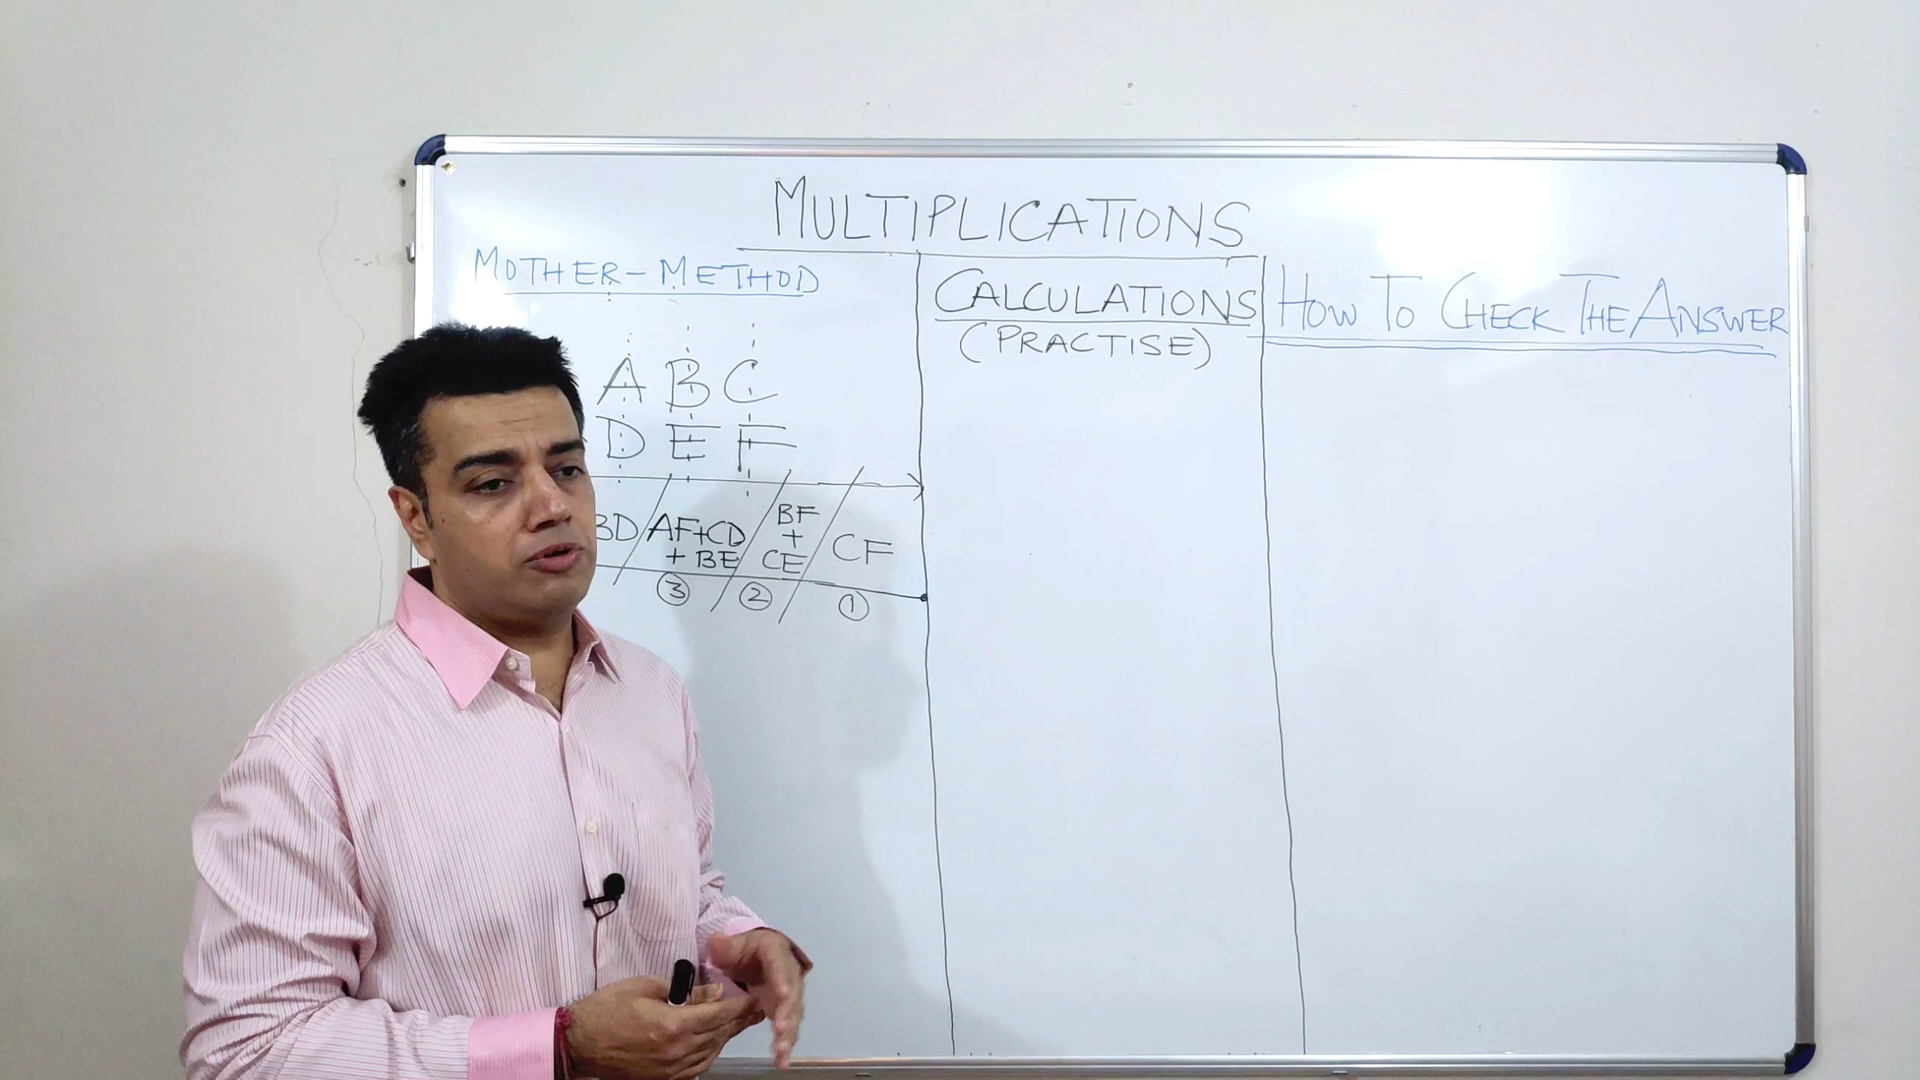 MULTIPLICATIONS
MOTHER-METHOD
A B C
D E F
BD/AF+CD+BE/BF+CE/CF
③ ② ①
CALCULATIONS
(PRACTISE)
HOW TO CHECK THE ANSWER